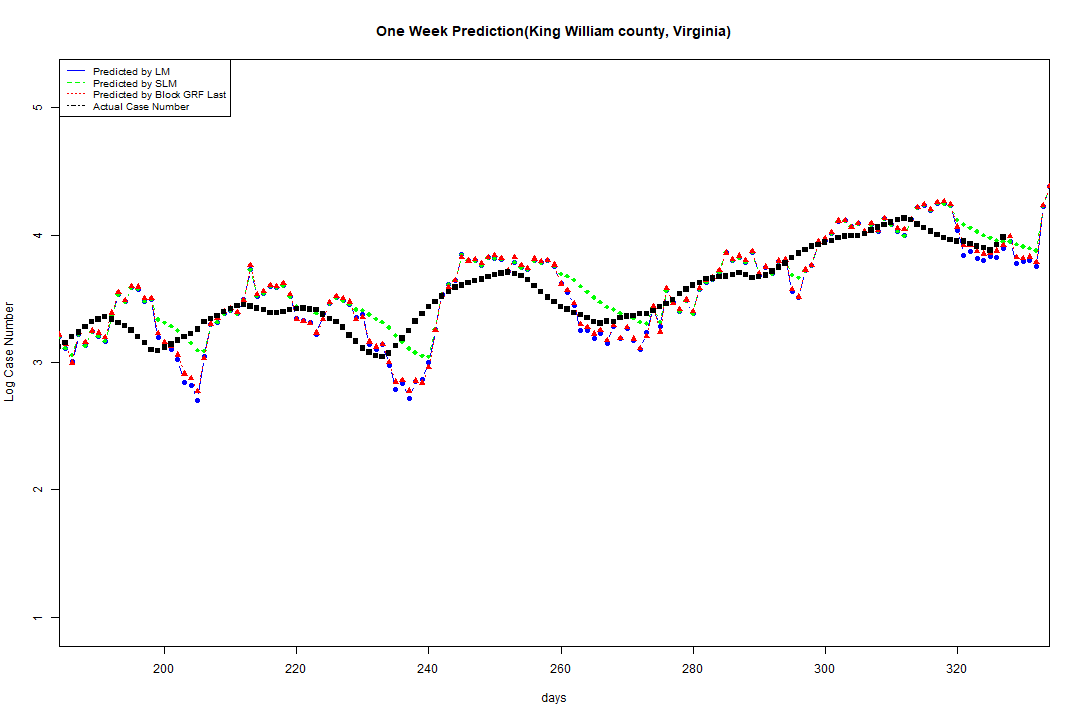 One Week Prediction(King William county, Virginia)
Predicted by LM
Predicted by SLM
Predicted by Block GRF Last
Actual Case Number
5
4
3
2
1
Log Case Number
200 220 240 260 280 300 320
days